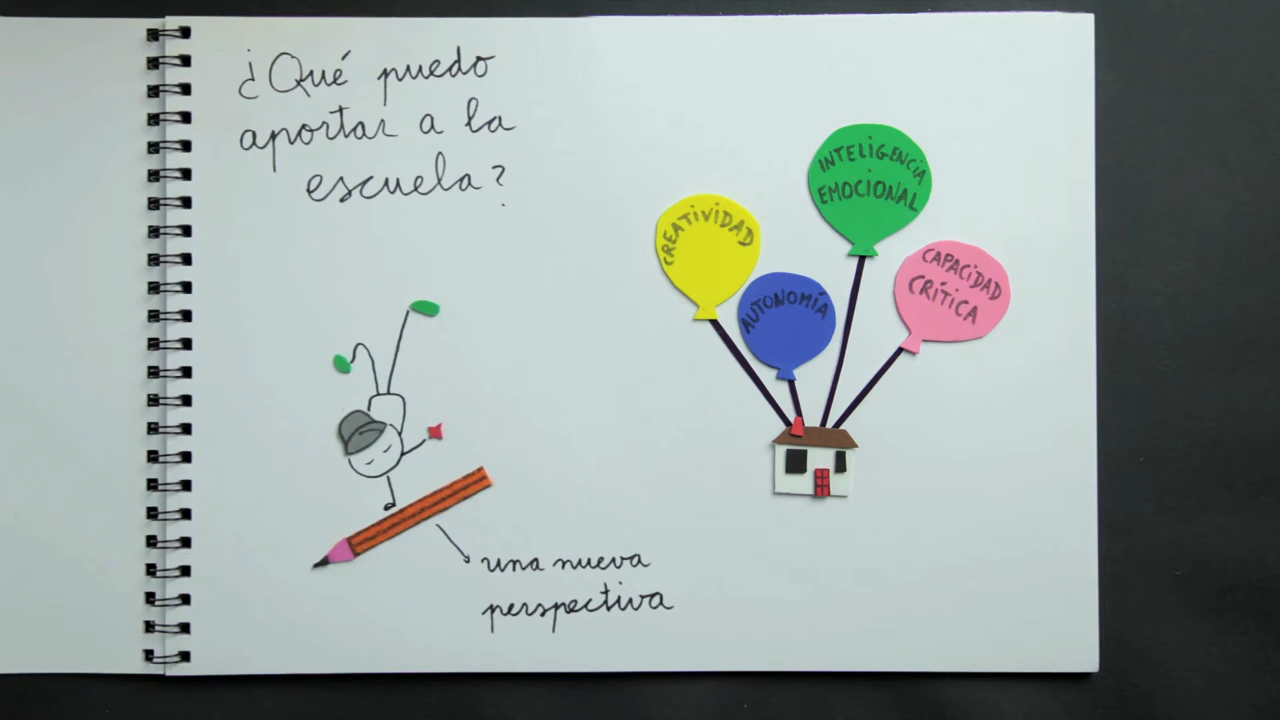 ¿Qué puedo
aportar a la
escuela?
INTELIGENCIA
EMOCIONAL
CREATIVIDAD
AUTONOMÍA
CAPACIDAD
CRÍTICA
una nueva
perspectiva